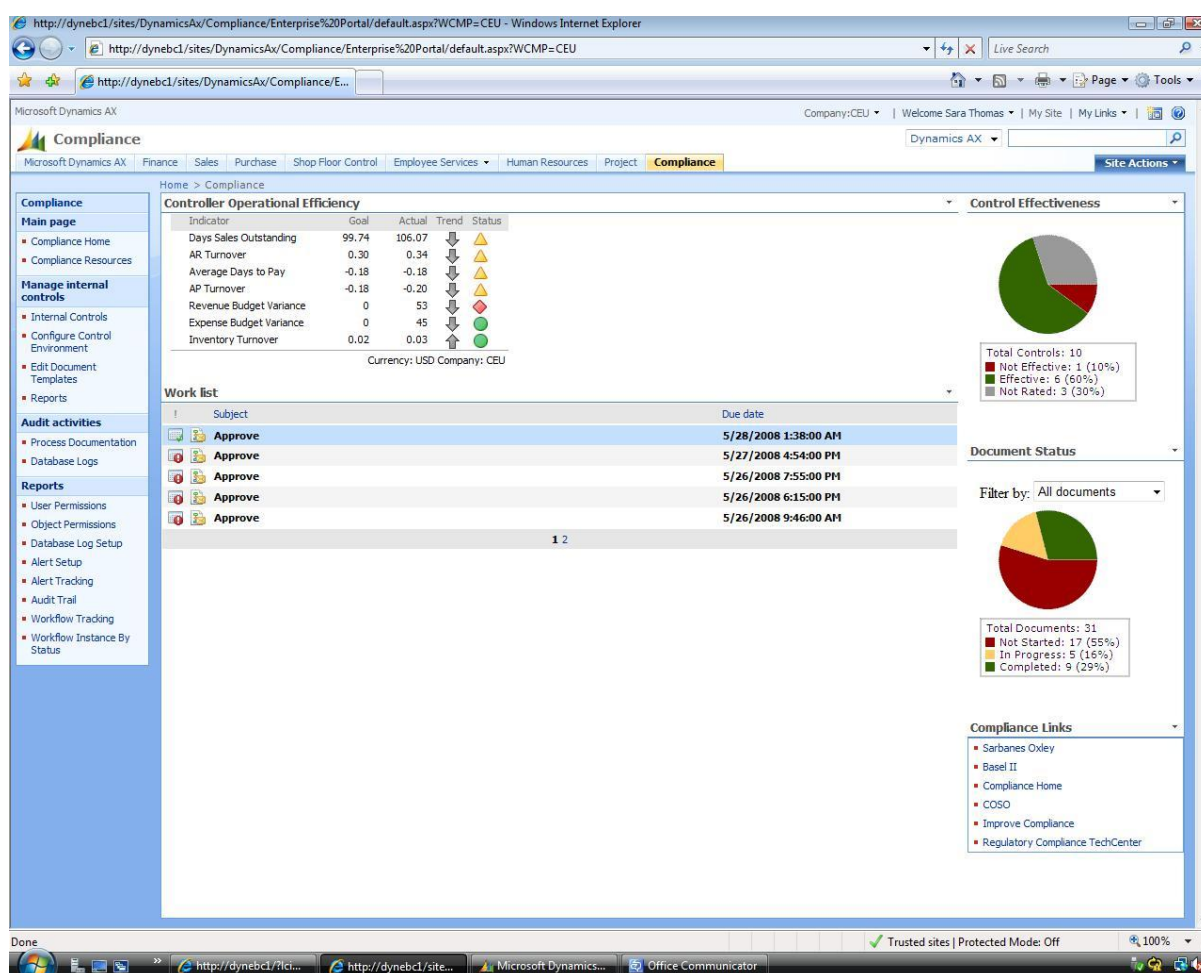 http://dynebc1/sites/DynamicsAx/Compliance/Enterprise%20Portal/default.aspx?WCMP=CEU - Windows Internet Explorer
http://dynebc1/sites/DynamicsAx/Compliance/Enterprise%20Portal/default.aspx?WCMP=CEU
Live Search
http://dynebc1/sites/DynamicsAx/Compliance/E...
Page Tools
Microsoft Dynamics AX
Company:CEU | Welcome Sara Thomas | My Site | My Links |
Compliance
Dynamics AX
Microsoft Dynamics AX Finance Sales Purchase Shop Floor Control Employee Services Human Resources Project Compliance
Site Actions
Home > Compliance
Compliance
Main page
Compliance Home
Compliance Resources
Manage internal
controls
Internal Controls
Configure Control
Environment
Edit Document
Templates
Reports
Audit activities
Process Documentation
Database Logs
Reports
User Permissions
Object Permissions
Database Log Setup
Alert Setup
Alert Tracking
Audit Trail
Workflow Tracking
Workflow Instance By
Status
Controller Operational Efficiency
Indicator Goal Actual Trend Status
Days Sales Outstanding 99.74 106.07
AR Turnover 0.30 0.34
Average Days to Pay -0.18 -0.18
AP Turnover -0.18 -0.20
Revenue Budget Variance 0 53
Expense Budget Variance 0 45
Inventory Turnover 0.02 0.03
Currency: USD Company: CEU
Work list
! Subject Due date
Approve 5/28/2008 1:38:00 AM
Approve 5/27/2008 4:54:00 PM
Approve 5/26/2008 7:55:00 PM
Approve 5/26/2008 6:15:00 PM
Approve 5/26/2008 9:46:00 AM
1 2
Control Effectiveness
Total Controls: 10
Not Effective: 1 (10%)
Effective: 6 (60%)
Not Rated: 3 (30%)
Document Status
Filter by: All documents
Total Documents: 31
Not Started: 17 (55%)
In Progress: 5 (16%)
Completed: 9 (29%)
Compliance Links
Sarbanes Oxley
Basel II
Compliance Home
COSO
Improve Compliance
Regulatory Compliance TechCenter
Done
Trusted sites | Protected Mode: Off
100%
http://dynebc1/?lci...
http://dynebc1/site...
Microsoft Dynamics...
Office Communicator